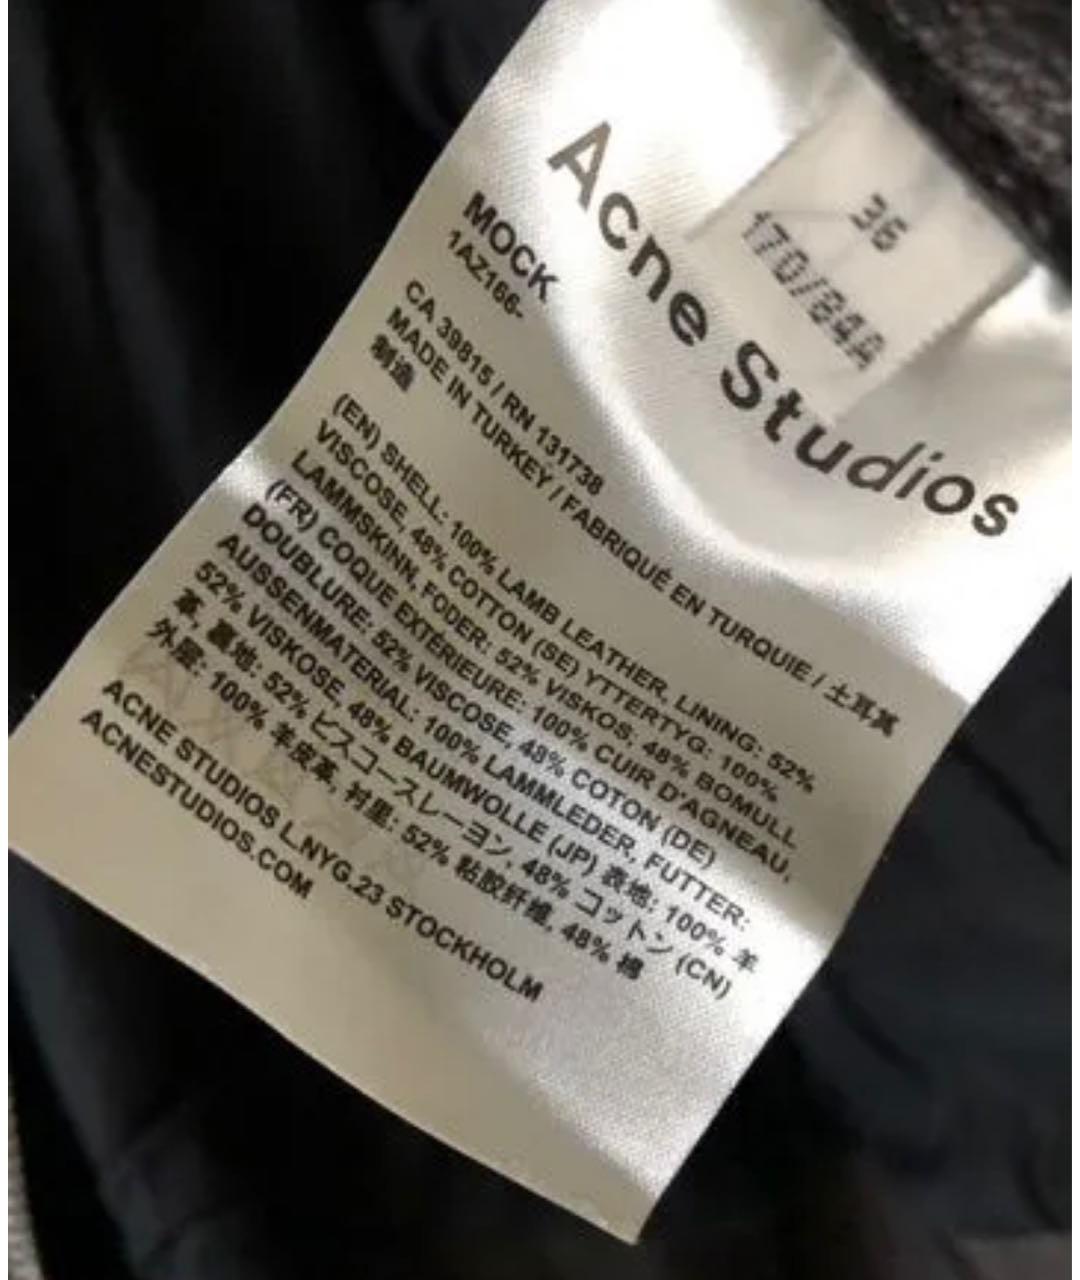 36
170/84A
Acne Studios
MOCK
1AZ166-
CA 39815 / RN 131738
MADE IN TURKEY / FABRIQUÉ EN TURQUIE / 土耳其
制造
(EN) SHELL: 100% LAMB LEATHER, LINING: 52%
VISCOSE, 48% COTTON (SE) YTTERTYG: 100%
LAMMSKINN, FODER: 52% VISKOS, 48% BOMULL
(FR) COQUE EXTÉRIEURE: 100% CUIR D'AGNEAU,
DOUBLURE: 52% VISCOSE, 48% COTON (DE)
AUSSENMATERIAL: 100% LAMMLEDER, FUTTER:
52% VISKOSE, 48% BAUMWOLLE (JP) 表地: 100% 羊
革, 裏地: 52% ビスコースレーヨン, 48% コットン (CN)
外层: 100% 羊皮革, 衬里: 52% 粘胶纤维, 48% 棉
ACNE STUDIOS L.NYG.23 STOCKHOLM
ACNESTUDIOS.COM